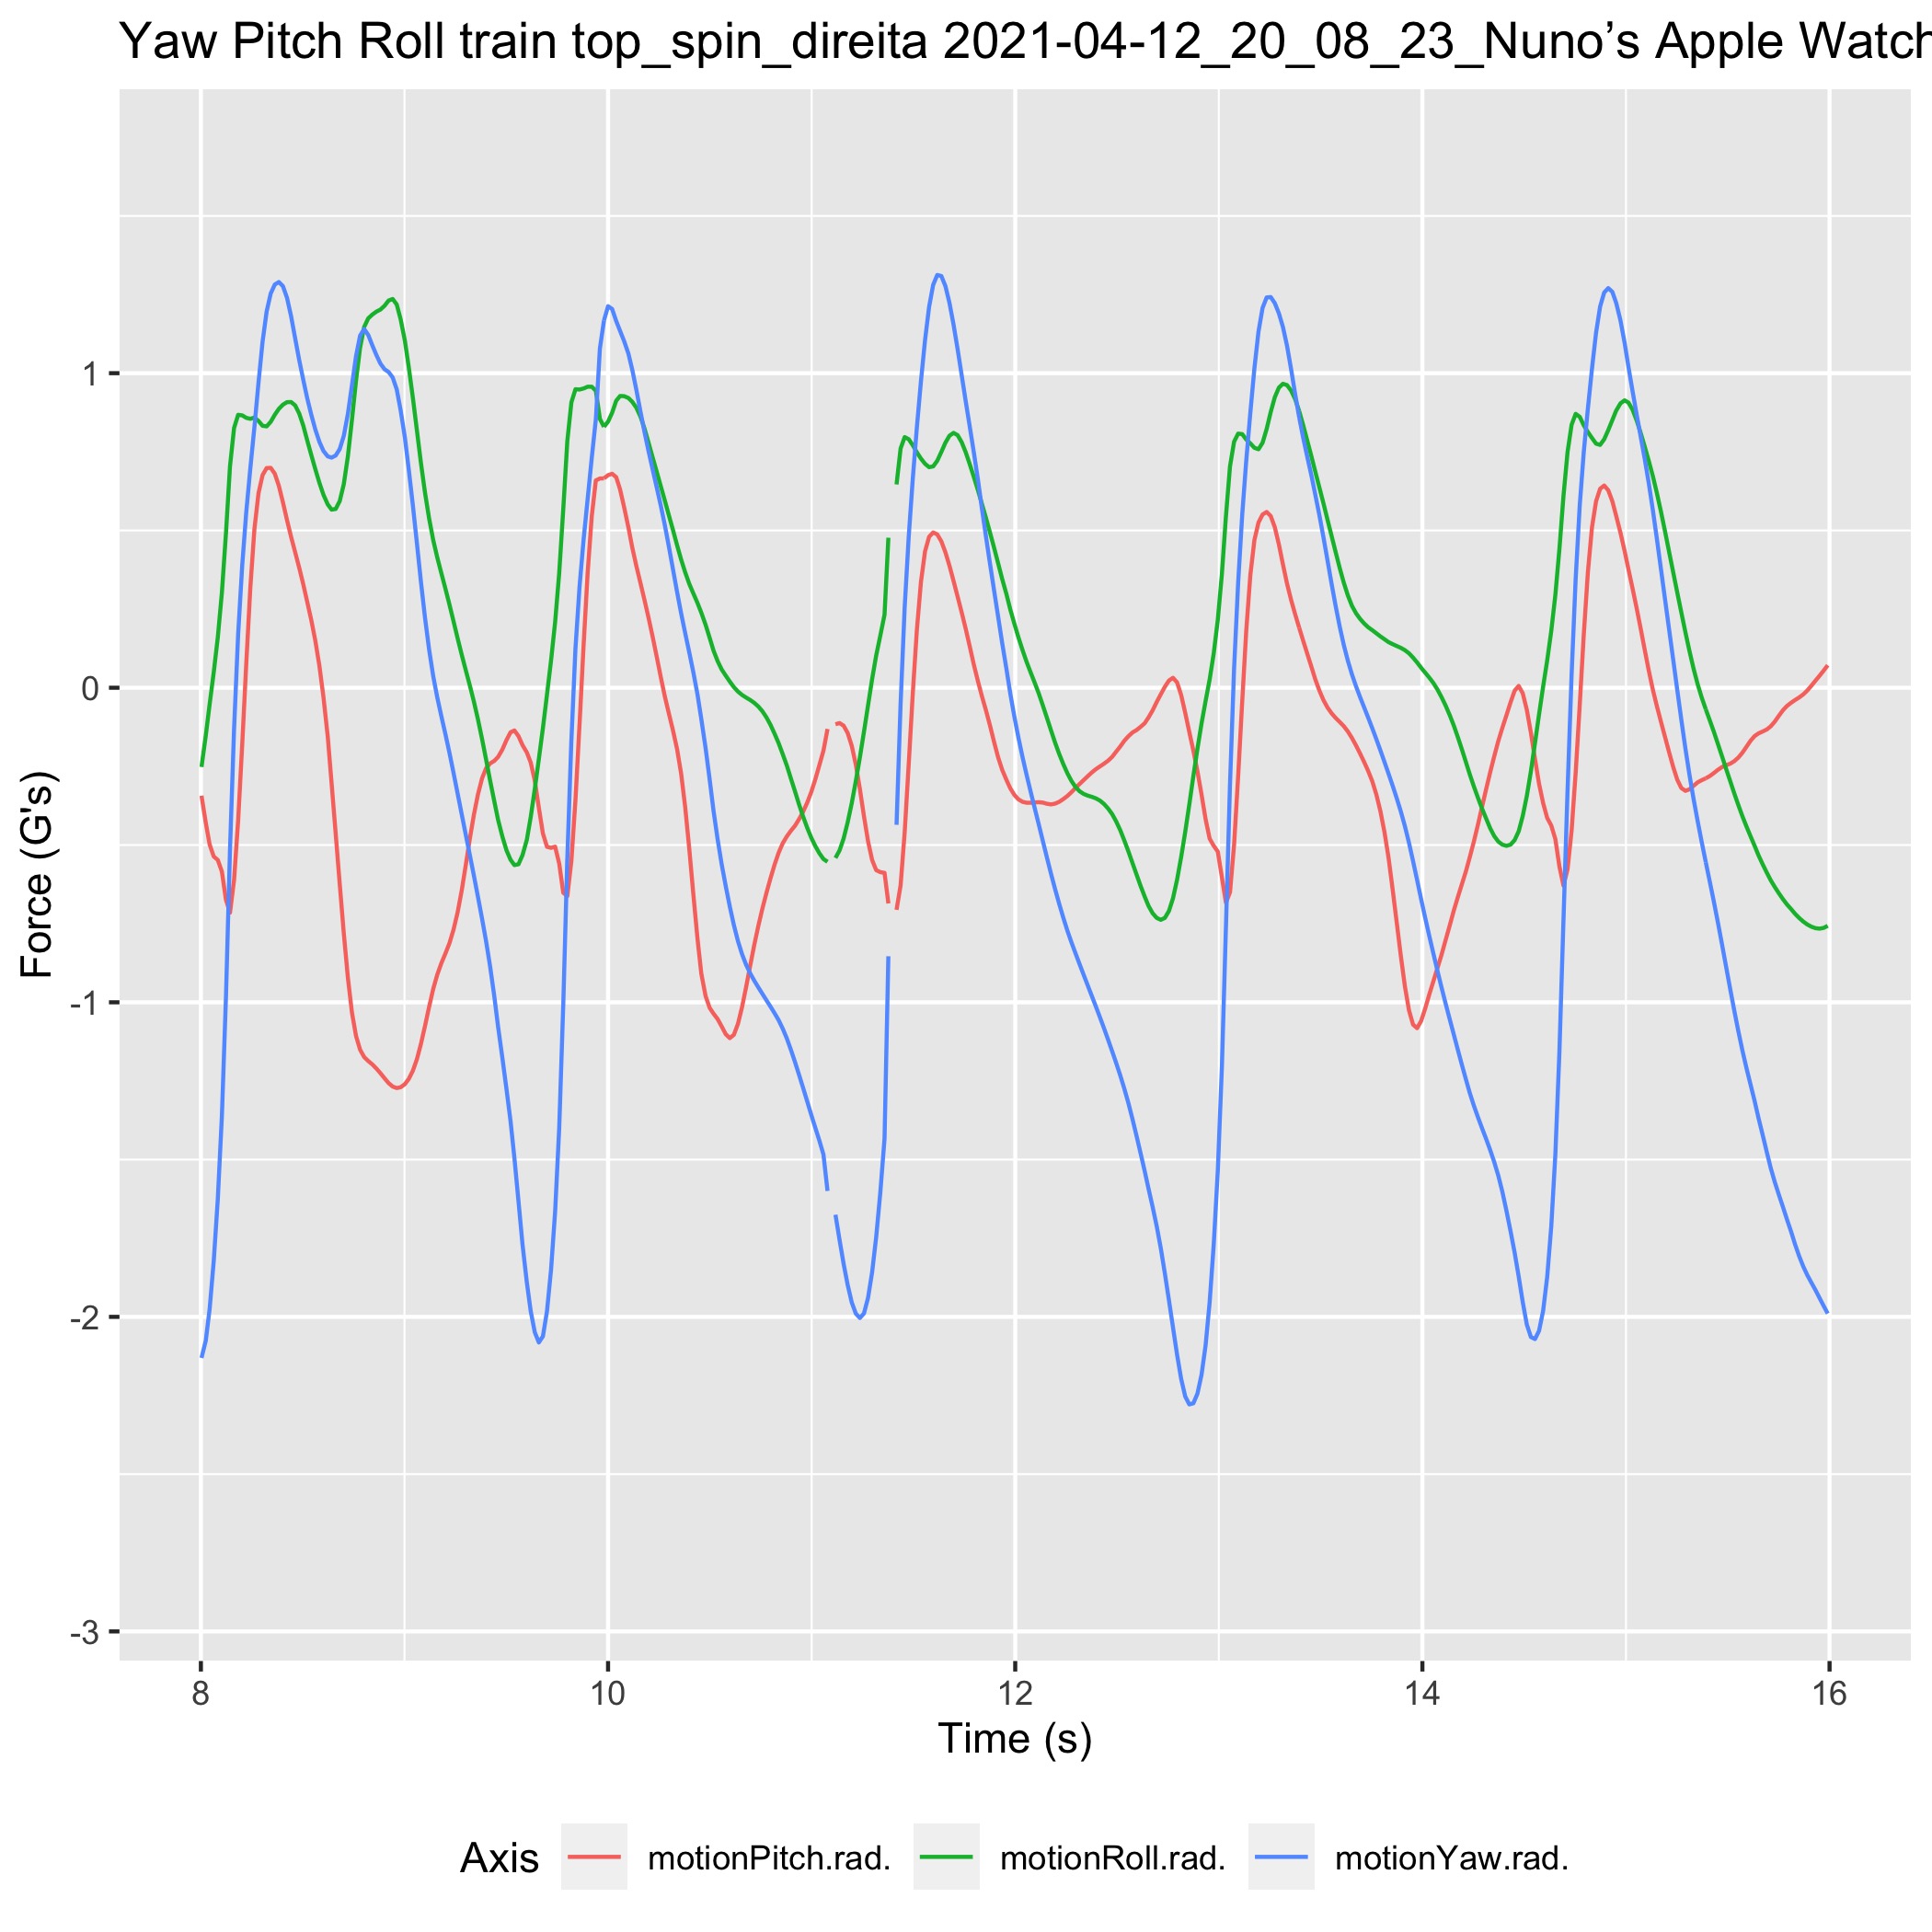 Yaw Pitch Roll train top_spin_direita 2021-04-12_20_08_23_Nuno’s Apple Watch
Force (G's)
1
0
-1
-2
-3
8 10 12 14 16
Time (s)
Axis motionPitch.rad. motionRoll.rad. motionYaw.rad.